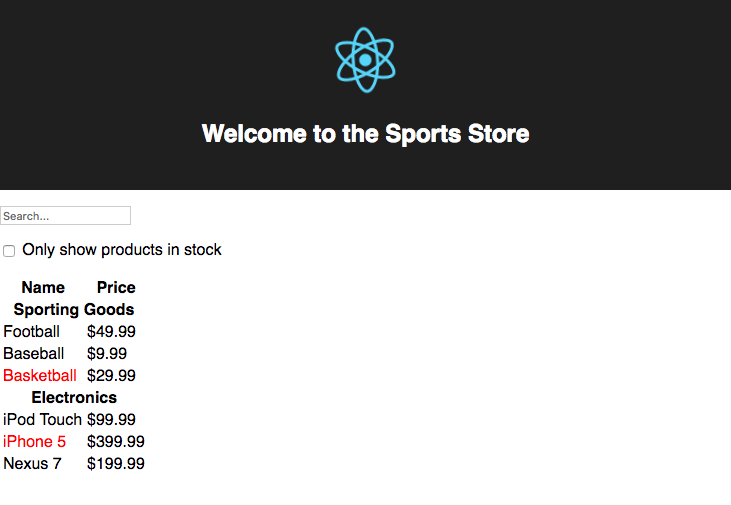 Welcome to the Sports Store
Search...
Only show products in stock
Name Price
Sporting Goods
Football $49.99
Baseball $9.99
Basketball $29.99
Electronics
iPod Touch $99.99
iPhone 5 $399.99
Nexus 7 $199.99